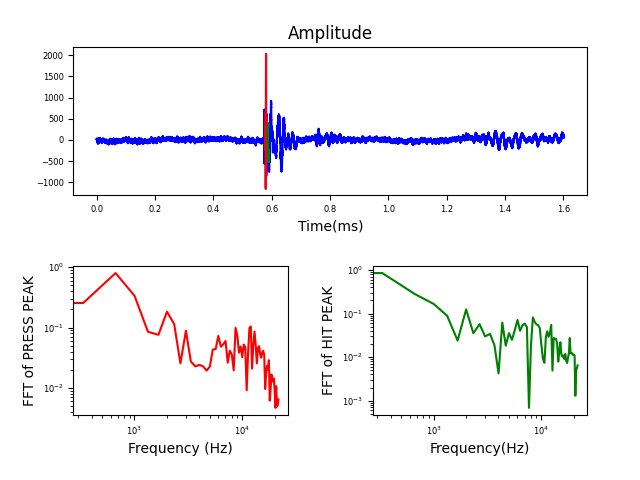 Amplitude
2000
1500
1000
500
0
−500
−1000
0.0 0.2 0.4 0.6 0.8 1.0 1.2 1.4 1.6
Time(ms)
FFT of PRESS PEAK
10⁰
10⁻¹
10⁻²
10³ 10⁴
Frequency (Hz)
FFT of HIT PEAK
10⁰
10⁻¹
10⁻²
10⁻³
10³ 10⁴
Frequency(Hz)